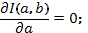 ∂I(a, b)/∂a = 0;